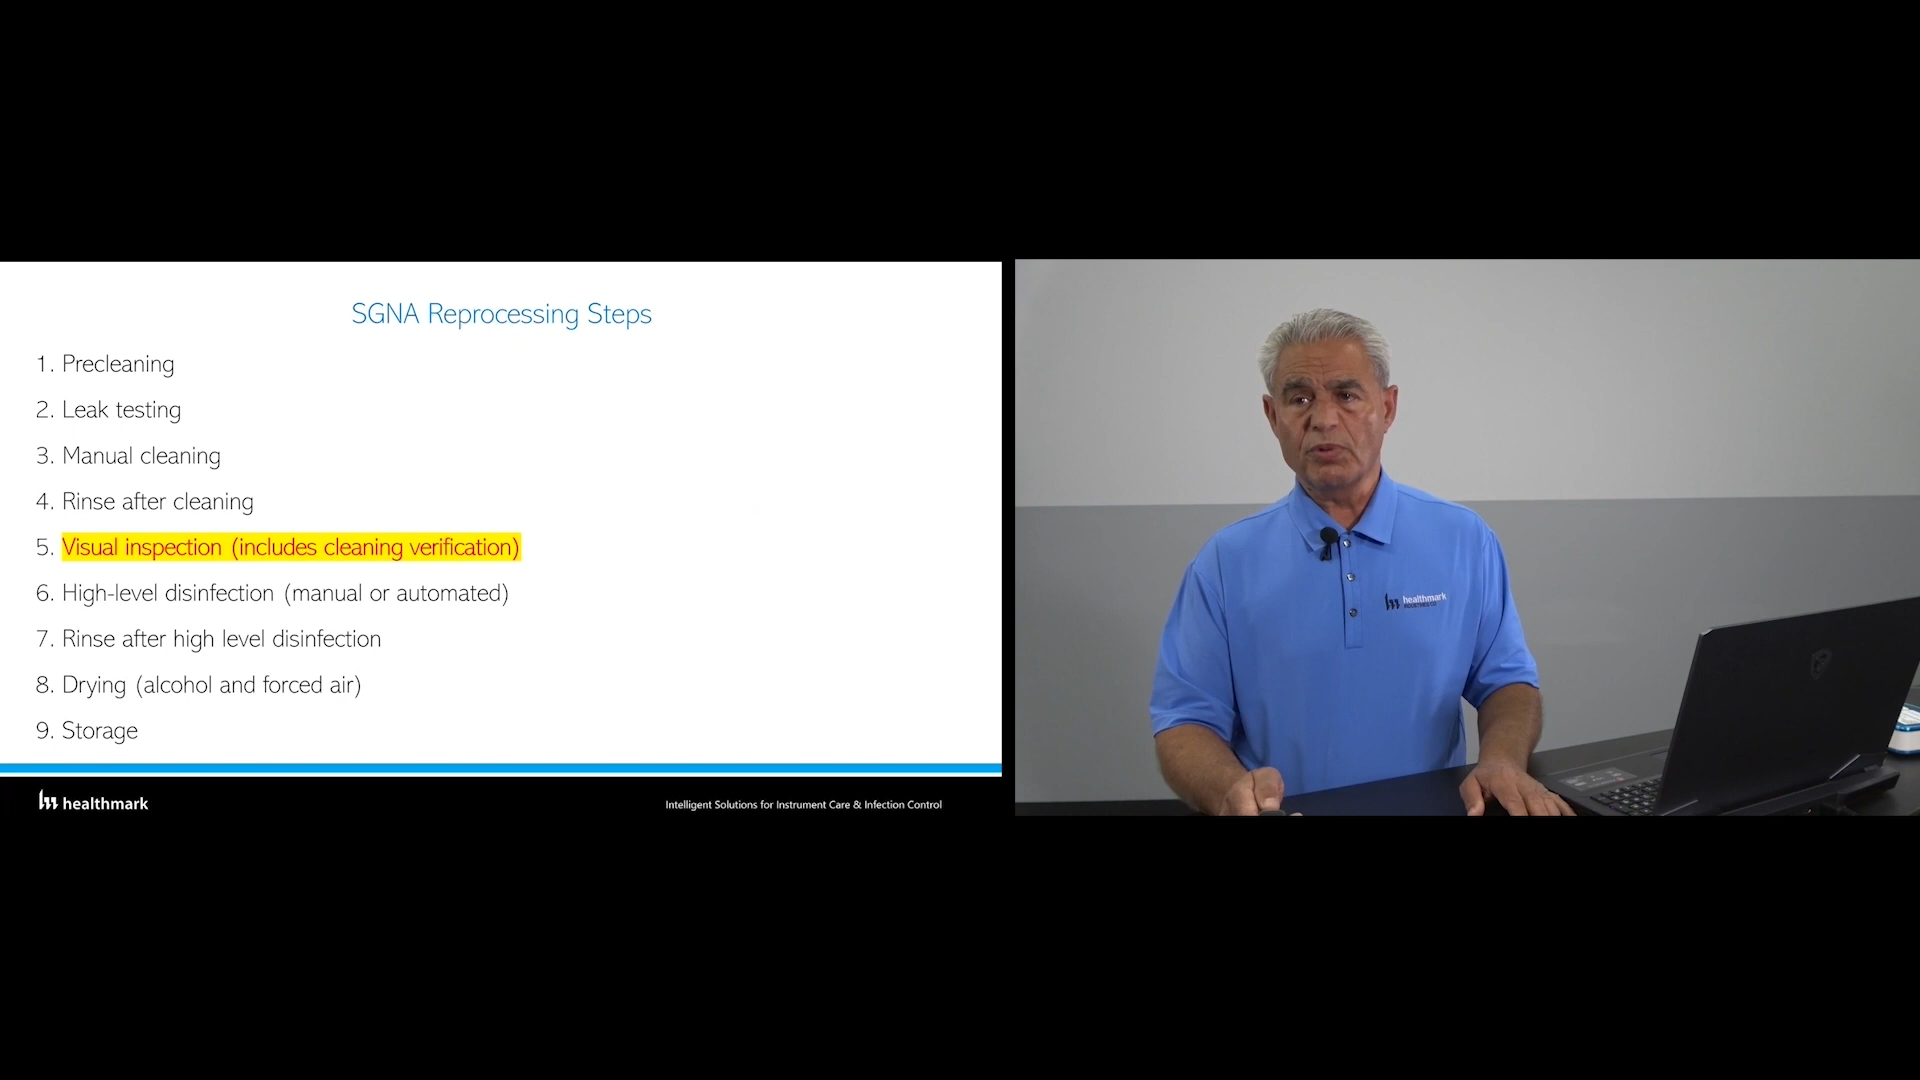 SGNA Reprocessing Steps
1. Precleaning
2. Leak testing
3. Manual cleaning
4. Rinse after cleaning
5. Visual inspection (includes cleaning verification)
6. High-level disinfection (manual or automated)
7. Rinse after high level disinfection
8. Drying (alcohol and forced air)
9. Storage
healthmark
Intelligent Solutions for Instrument Care & Infection Control
healthmark
INDUSTRIES CO